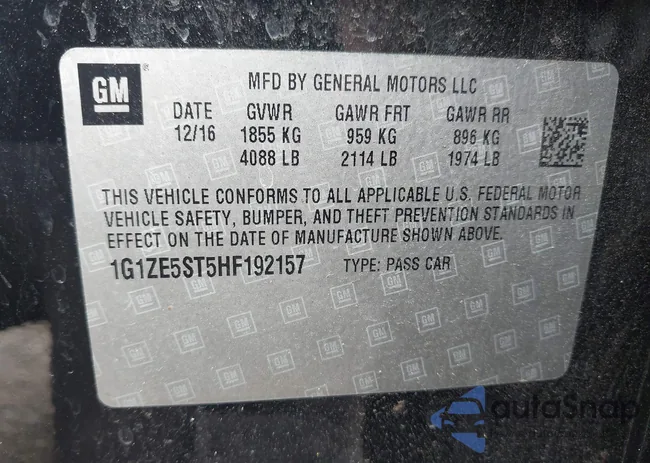 GM
MFD BY GENERAL MOTORS LLC
DATE GVWR GAWR FRT GAWR RR
12/16 1855 KG 959 KG 896 KG
4088 LB 2114 LB 1974 LB
THIS VEHICLE CONFORMS TO ALL APPLICABLE U.S. FEDERAL MOTOR
VEHICLE SAFETY, BUMPER, AND THEFT PREVENTION STANDARDS IN
EFFECT ON THE DATE OF MANUFACTURE SHOWN ABOVE.
1G1ZE5ST5HF192157 TYPE: PASS CAR
autoSnap